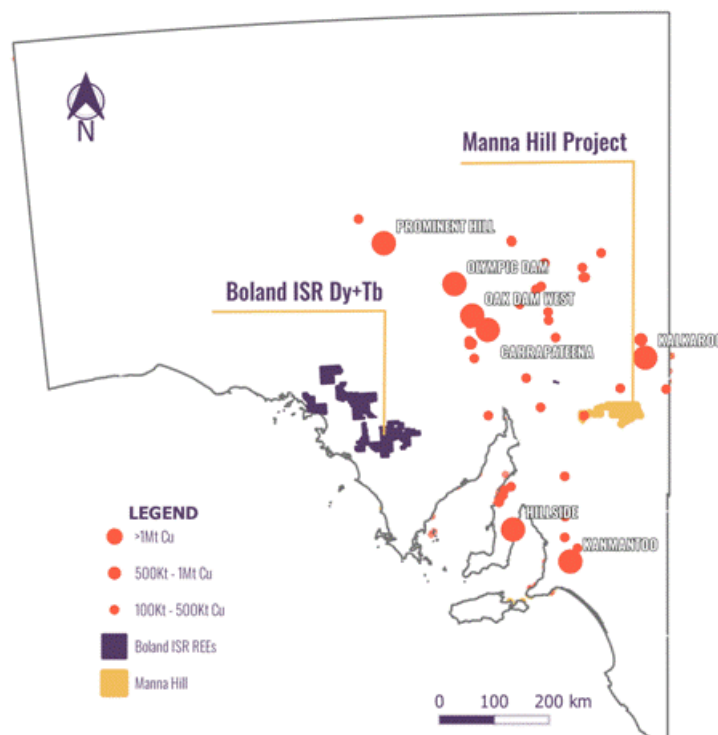 N
Manna Hill Project
PROMINENT HILL
OLYMPIC DAM
Boland ISR Dy+Tb
OAK DAM WEST
KALKAROO
CARRAPATEENA
LEGEND
>1Mt Cu
500Kt - 1Mt Cu
100Kt - 500Kt Cu
Boland ISR REEs
Manna Hill
HILLSIDE
KANMANTOO
0 100 200 km